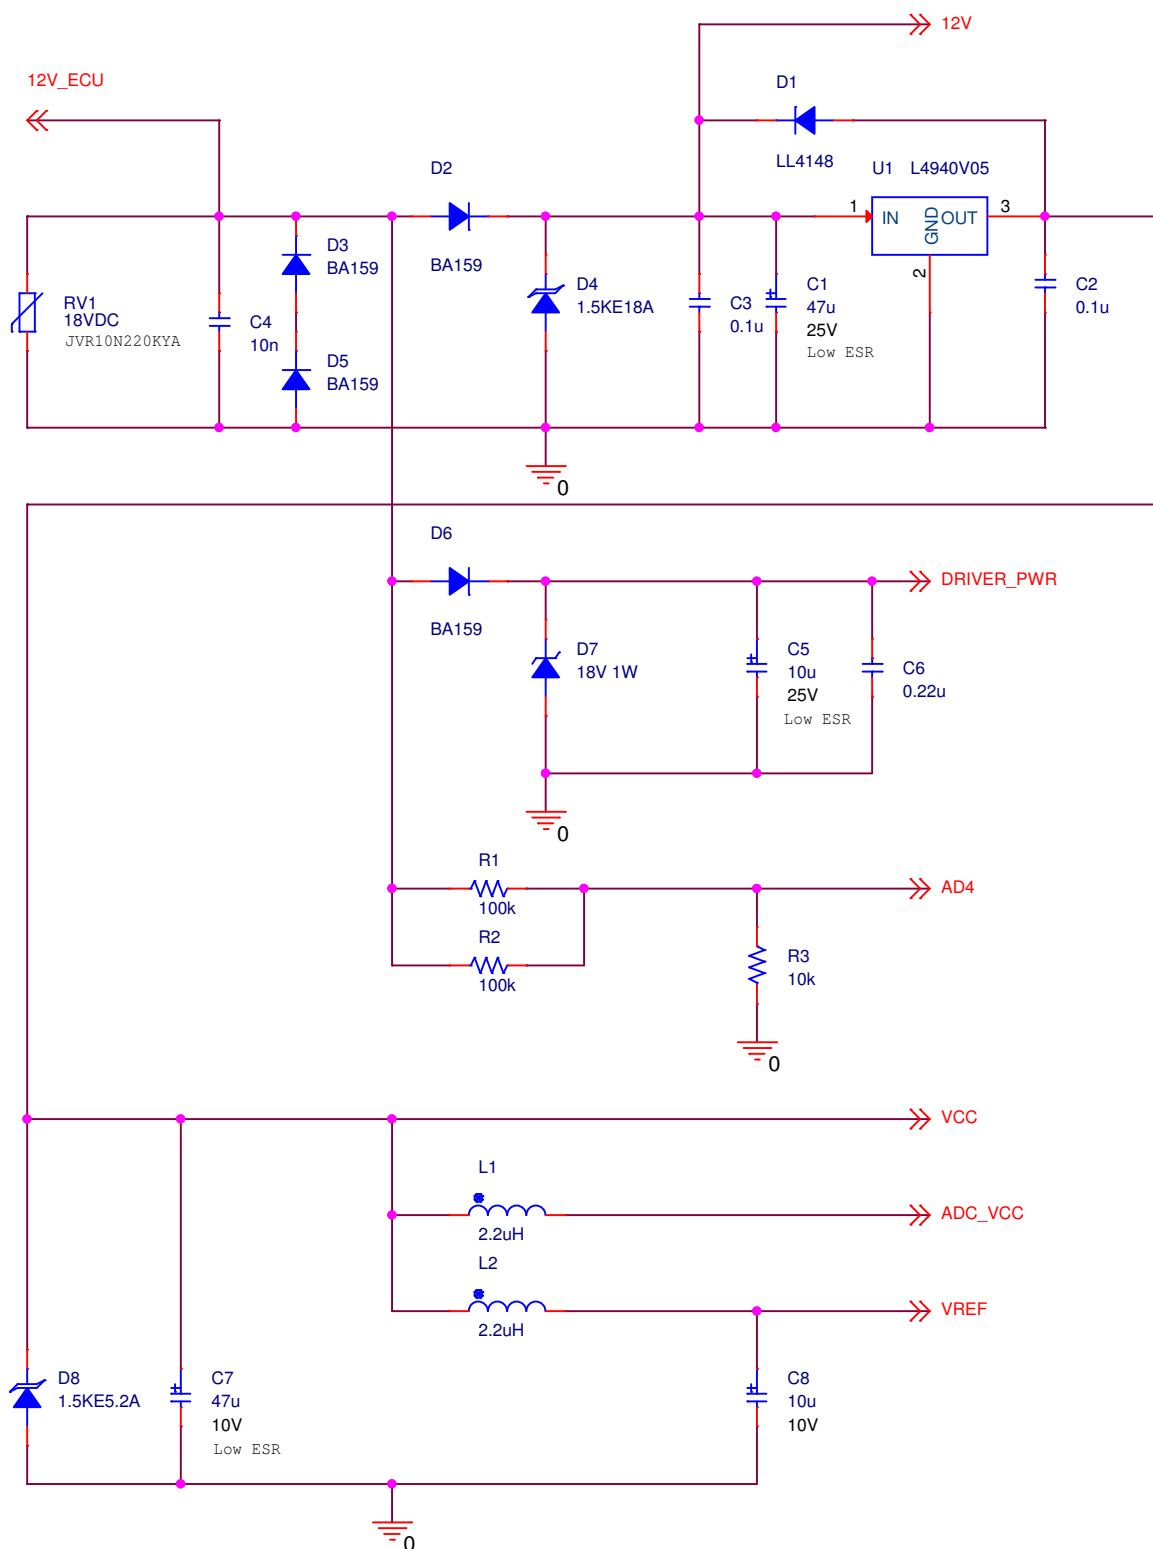 12V
12V_ECU
D1
LL4148
D2
BA159
U1 L4940V05
1
IN
GND
OUT
3
2
D3
BA159
D4
1.5KE18A
RV1
18VDC
JVR10N220KYA
C4
10n
D5
BA159
C3
0.1u
C1
47u
25V
Low ESR
C2
0.1u
0
D6
BA159
DRIVER_PWR
D7
18V 1W
C5
10u
25V
Low ESR
C6
0.22u
0
R1
100k
AD4
R2
100k
R3
10k
0
VCC
L1
2.2uH
ADC_VCC
L2
2.2uH
VREF
D8
1.5KE5.2A
C7
47u
10V
Low ESR
C8
10u
10V
0